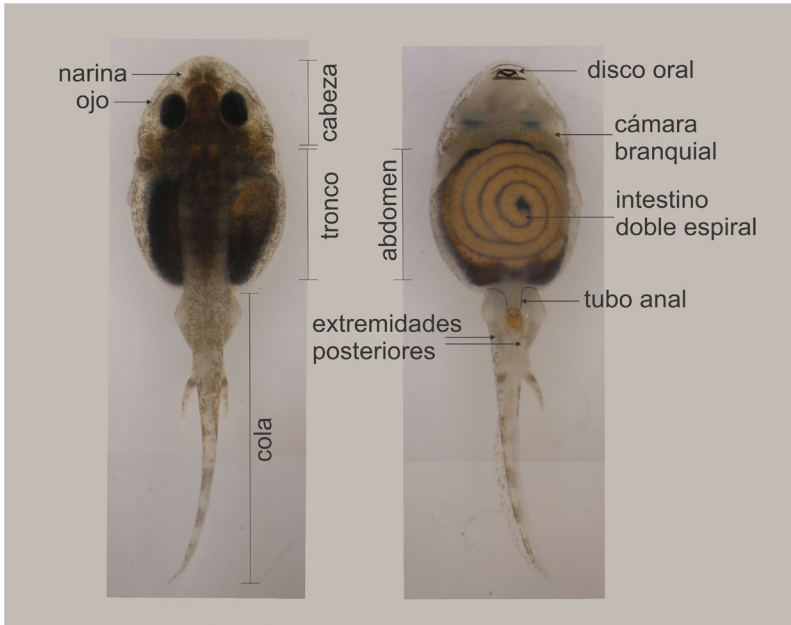 narina
ojo
cabeza
tronco
cola
disco oral
cámara
branquial
abdomen
intestino
doble espiral
tubo anal
extremidades
posteriores